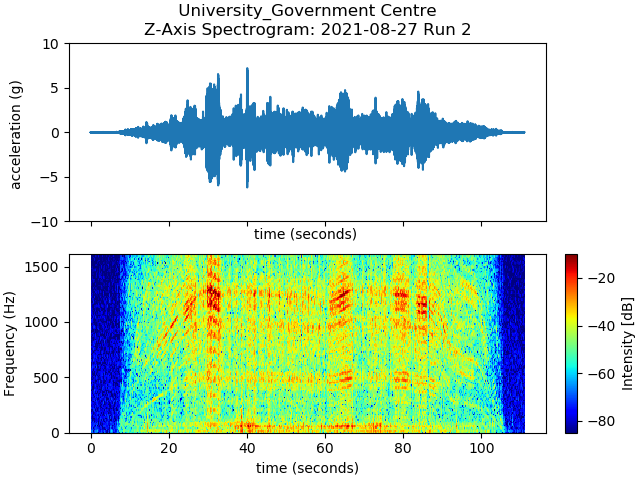 University_Government Centre
Z-Axis Spectrogram: 2021-08-27 Run 2
10
5
0
−5
−10
acceleration (g)
time (seconds)
1500
1000
500
0
Frequency (Hz)
0 20 40 60 80 100
time (seconds)
−20
−40
−60
−80
Intensity [dB]